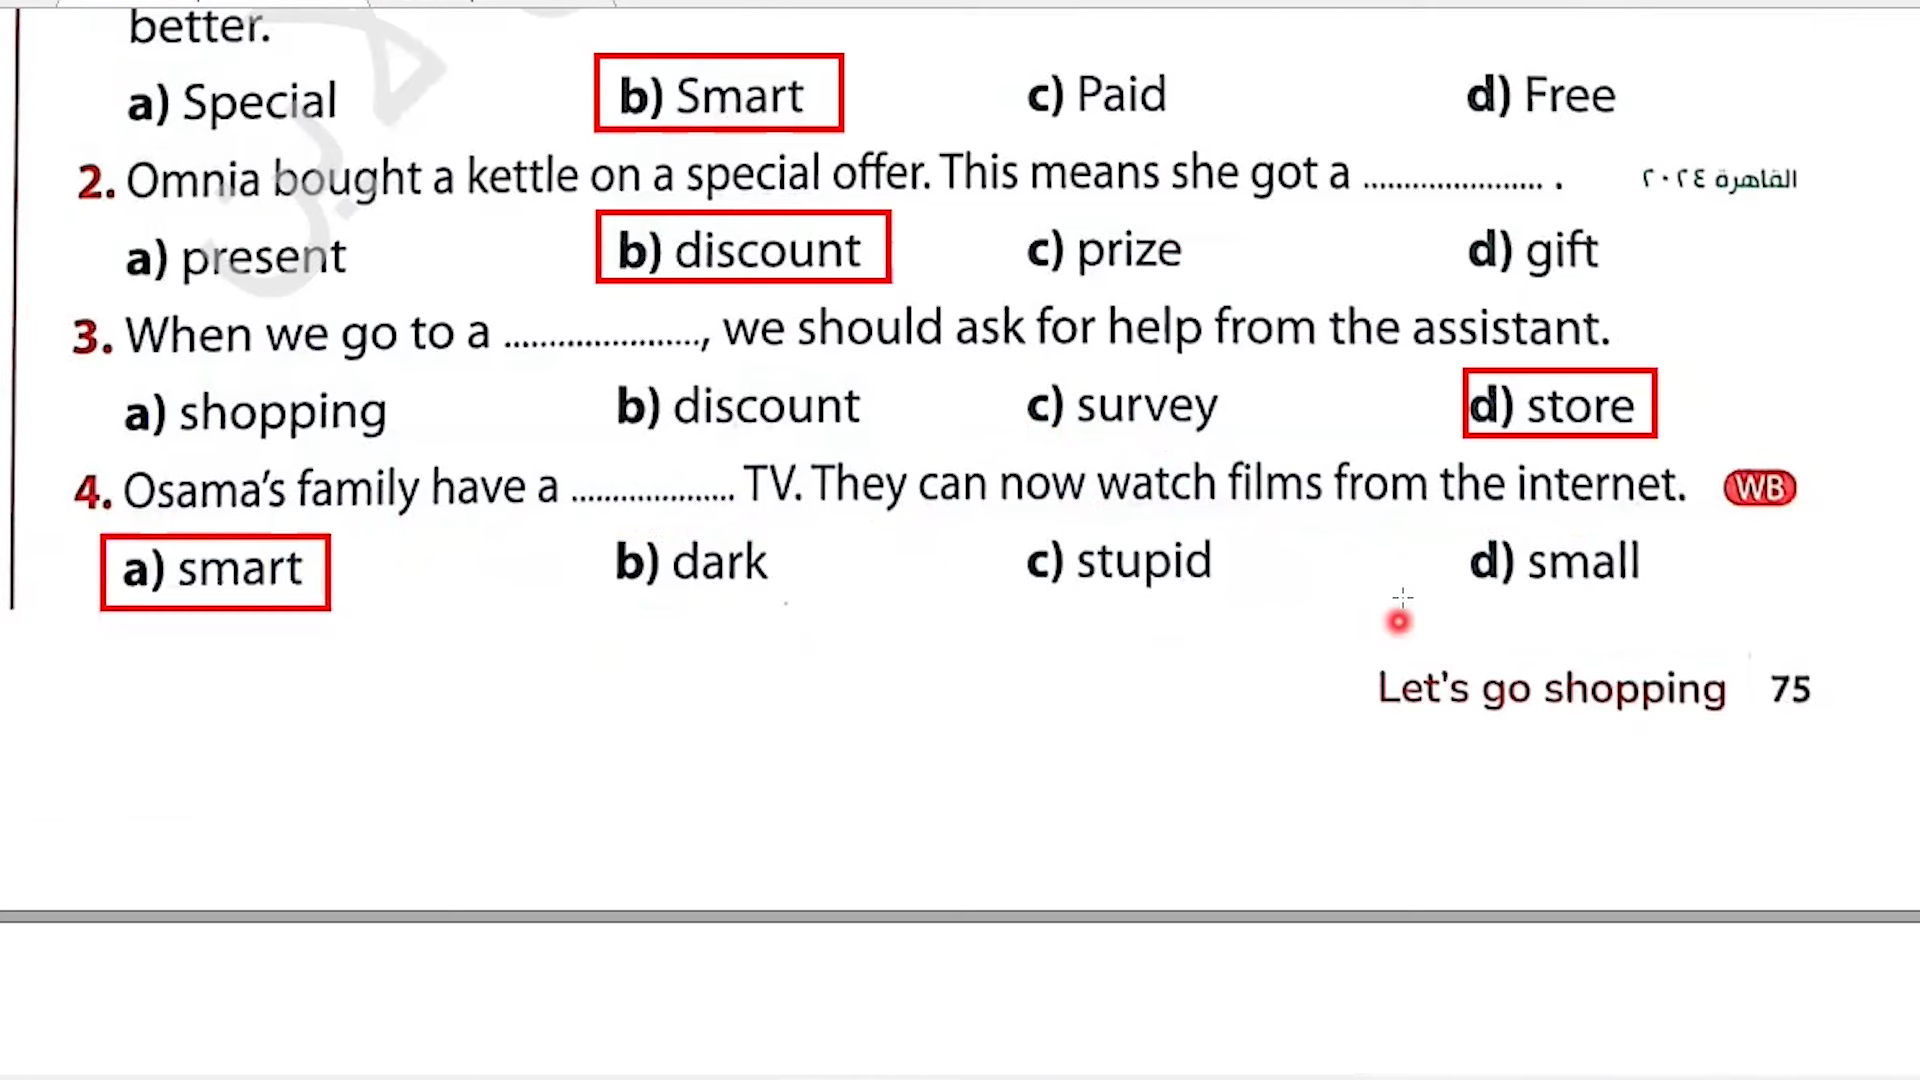 better.
a) Special b) Smart c) Paid d) Free
2. Omnia bought a kettle on a special offer. This means she got a ...................... . القاهرة ٢٠٢٤
a) present b) discount c) prize d) gift
3. When we go to a ......................, we should ask for help from the assistant.
a) shopping b) discount c) survey d) store
4. Osama's family have a .................... TV. They can now watch films from the internet. WB
a) smart b) dark c) stupid d) small
Let's go shopping 75